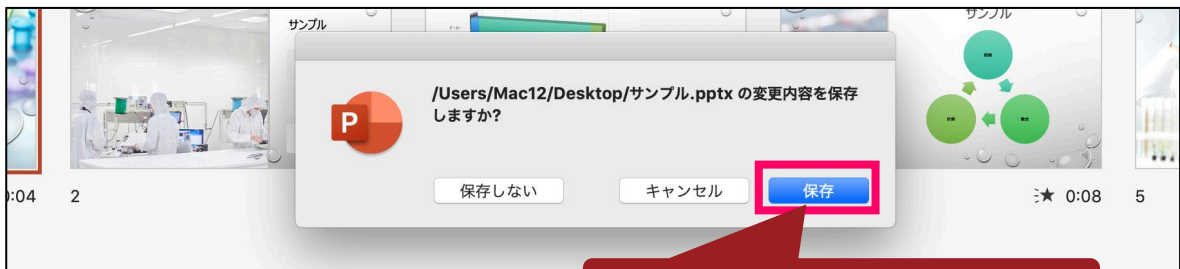 サンプル
サンプル
/Users/Mac12/Desktop/サンプル.pptx の変更内容を保存
しますか?
P
保存しない
キャンセル
保存
0:04
2
0:08
5